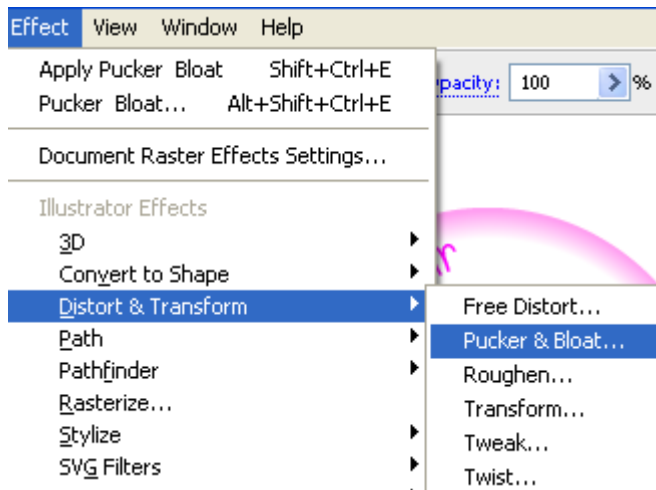 Effect View Window Help
Apply Pucker Bloat Shift+Ctrl+E
Pucker Bloat... Alt+Shift+Ctrl+E
pacity: 100 %
Document Raster Effects Settings...
Illustrator Effects
3D
Convert to Shape
Distort & Transform
Path
Pathfinder
Rasterize...
Stylize
SVG Filters
Free Distort...
Pucker & Bloat...
Roughen...
Transform...
Tweak...
Twist...